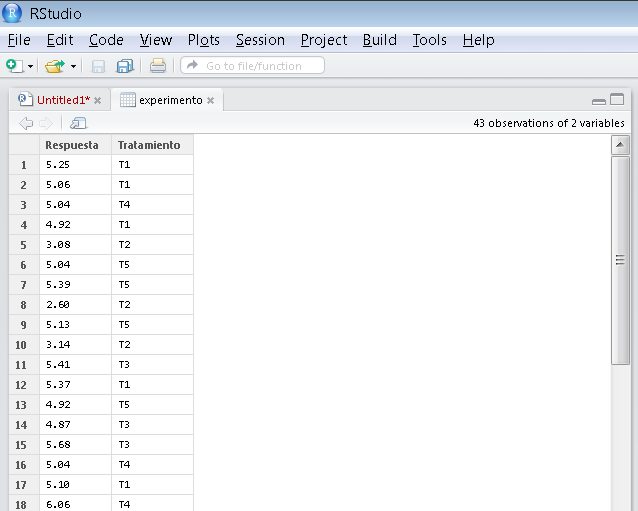 RStudio
File Edit Code View Plots Session Project Build Tools Help
Go to file/function
Untitled1* experimento
43 observations of 2 variables
Respuesta Tratamiento
1 5.25 T1
2 5.06 T1
3 5.04 T4
4 4.92 T1
5 3.08 T2
6 5.04 T5
7 5.39 T5
8 2.60 T2
9 5.13 T5
10 3.14 T2
11 5.41 T3
12 5.37 T1
13 4.92 T5
14 4.87 T3
15 5.68 T3
16 5.04 T4
17 5.10 T1
18 6.06 T4